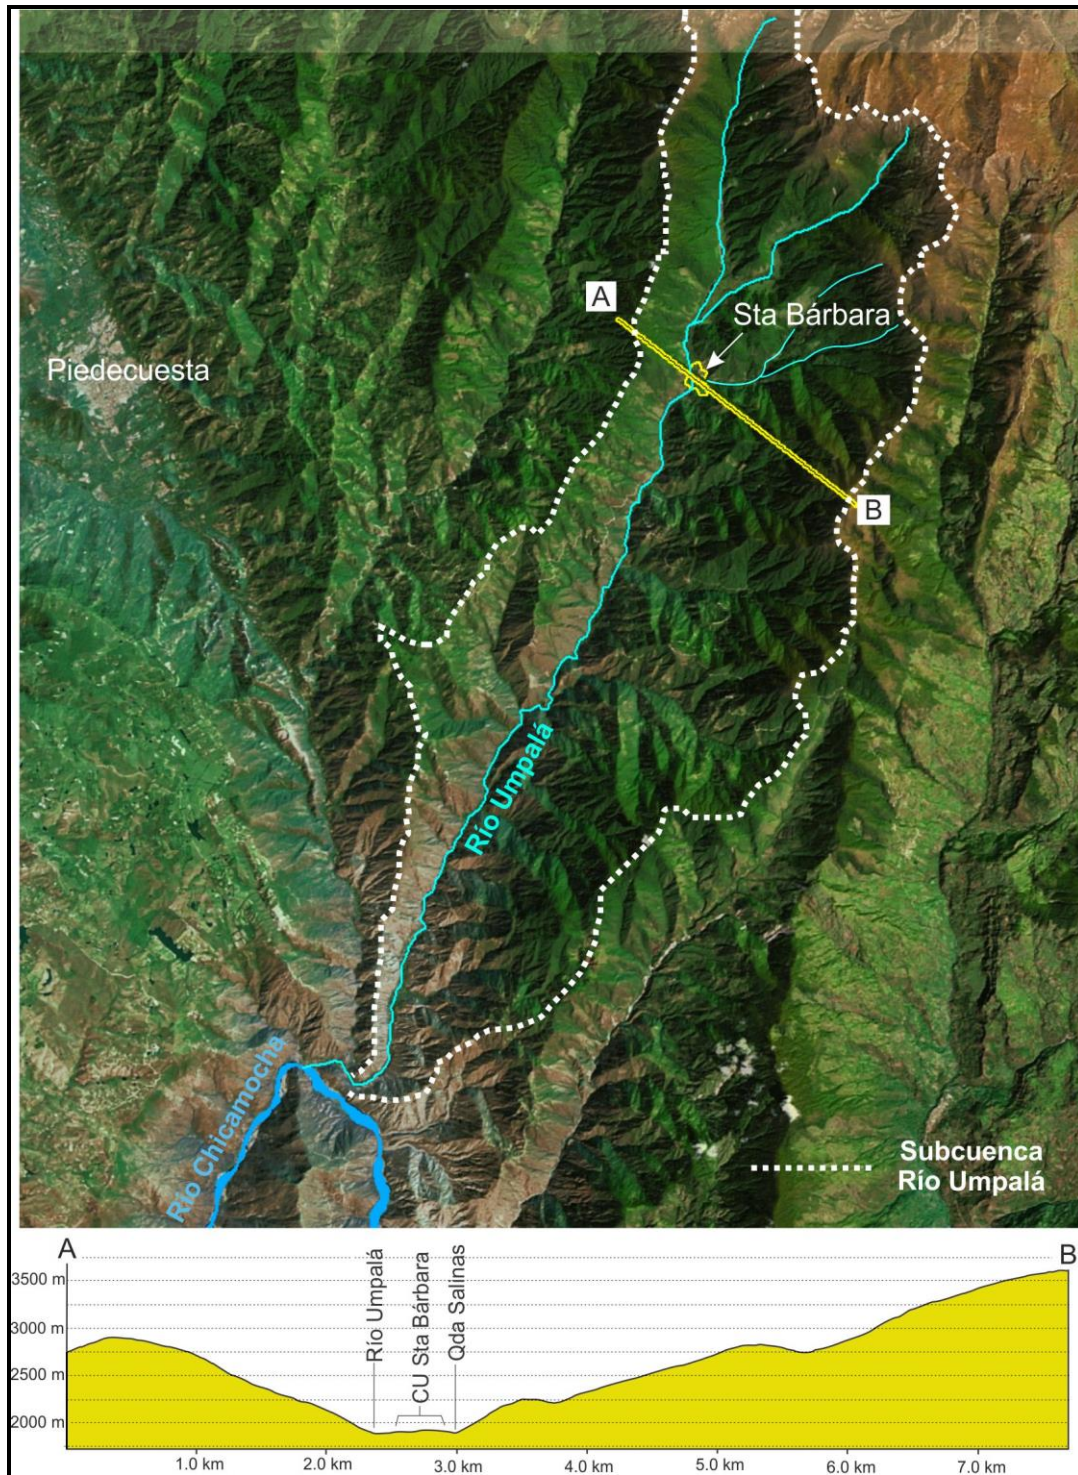 A
Sta Bárbara
Piedecuesta
B
Río Umpalá
Río Chicamocha
Subcuenca
Río Umpalá
A
B
3500 m
3000 m
2500 m
2000 m
Río Umpalá
CU Sta Bárbara
Qda Salinas
1.0 km
2.0 km
3.0 km
4.0 km
5.0 km
6.0 km
7.0 km